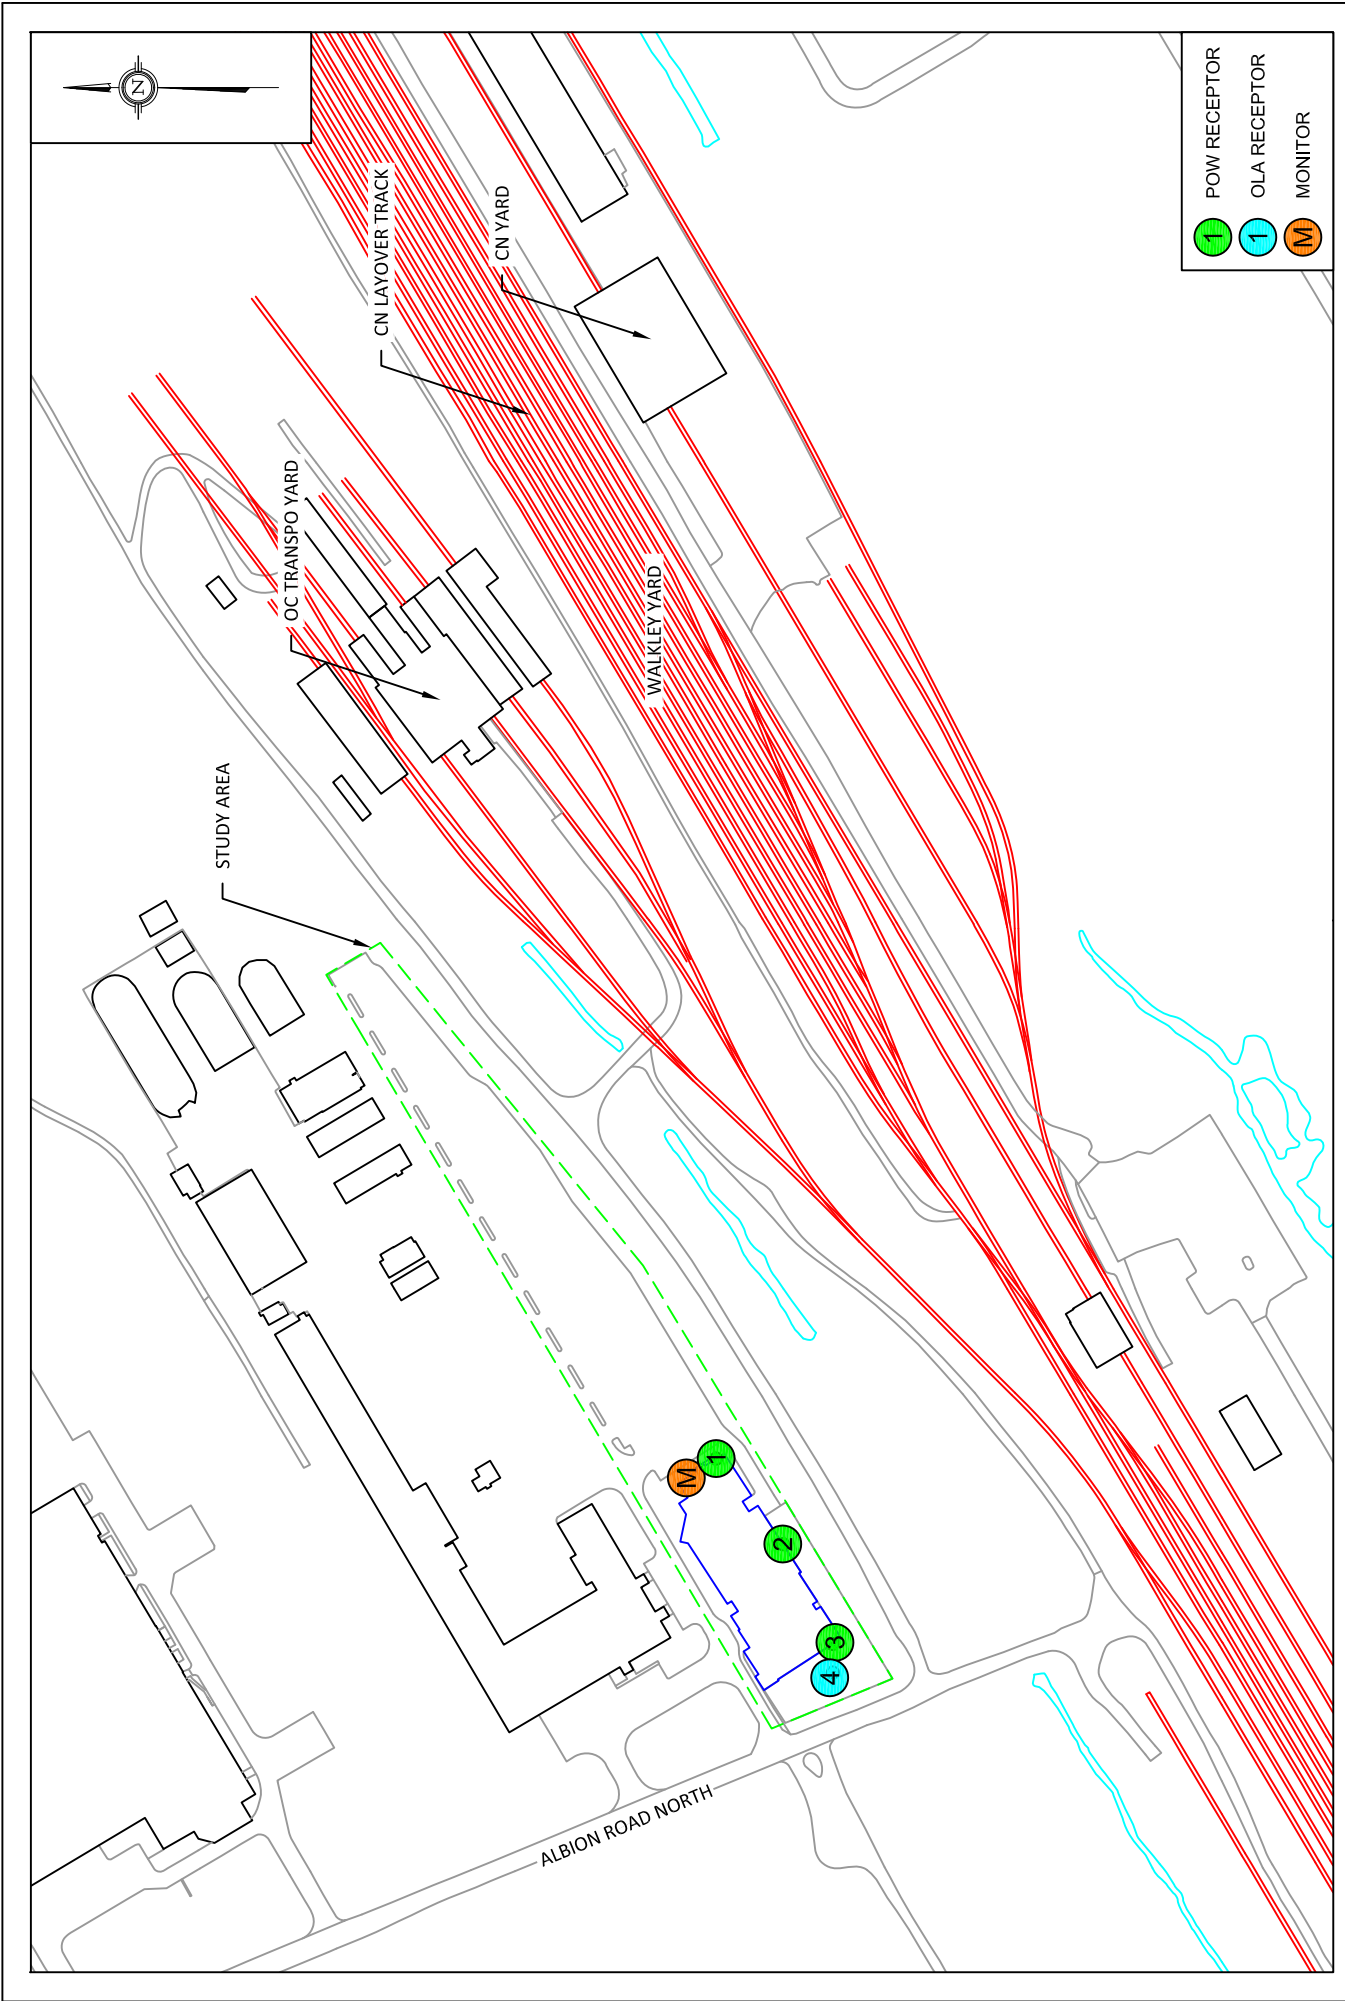 N
CN LAYOVER TRACK
CN YARD
OC TRANSPO YARD
WALKLEY YARD
STUDY AREA
M
1
2
3
4
ALBION ROAD NORTH
1 POW RECEPTOR
1 OLA RECEPTOR
M MONITOR